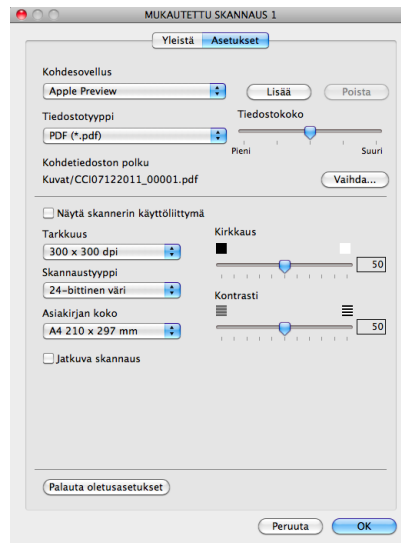 MUKAUTETTU SKANNAUS 1
Yleistä Asetukset
Kohdesovellus
Apple Preview Lisää Poista
Tiedostotyyppi Tiedostokoko
PDF (*.pdf)
Pieni Suuri
Kohdetiedoston polku
Kuvat/CCI07122011_00001.pdf Vaihda...
Näytä skannerin käyttöliittymä
Tarkkuus Kirkkaus
300 x 300 dpi
50
Skannaustyyppi
24-bittinen väri
Kontrasti
Asiakirjan koko
A4 210 x 297 mm 50
Jatkuva skannaus
Palauta oletusasetukset
Peruuta OK